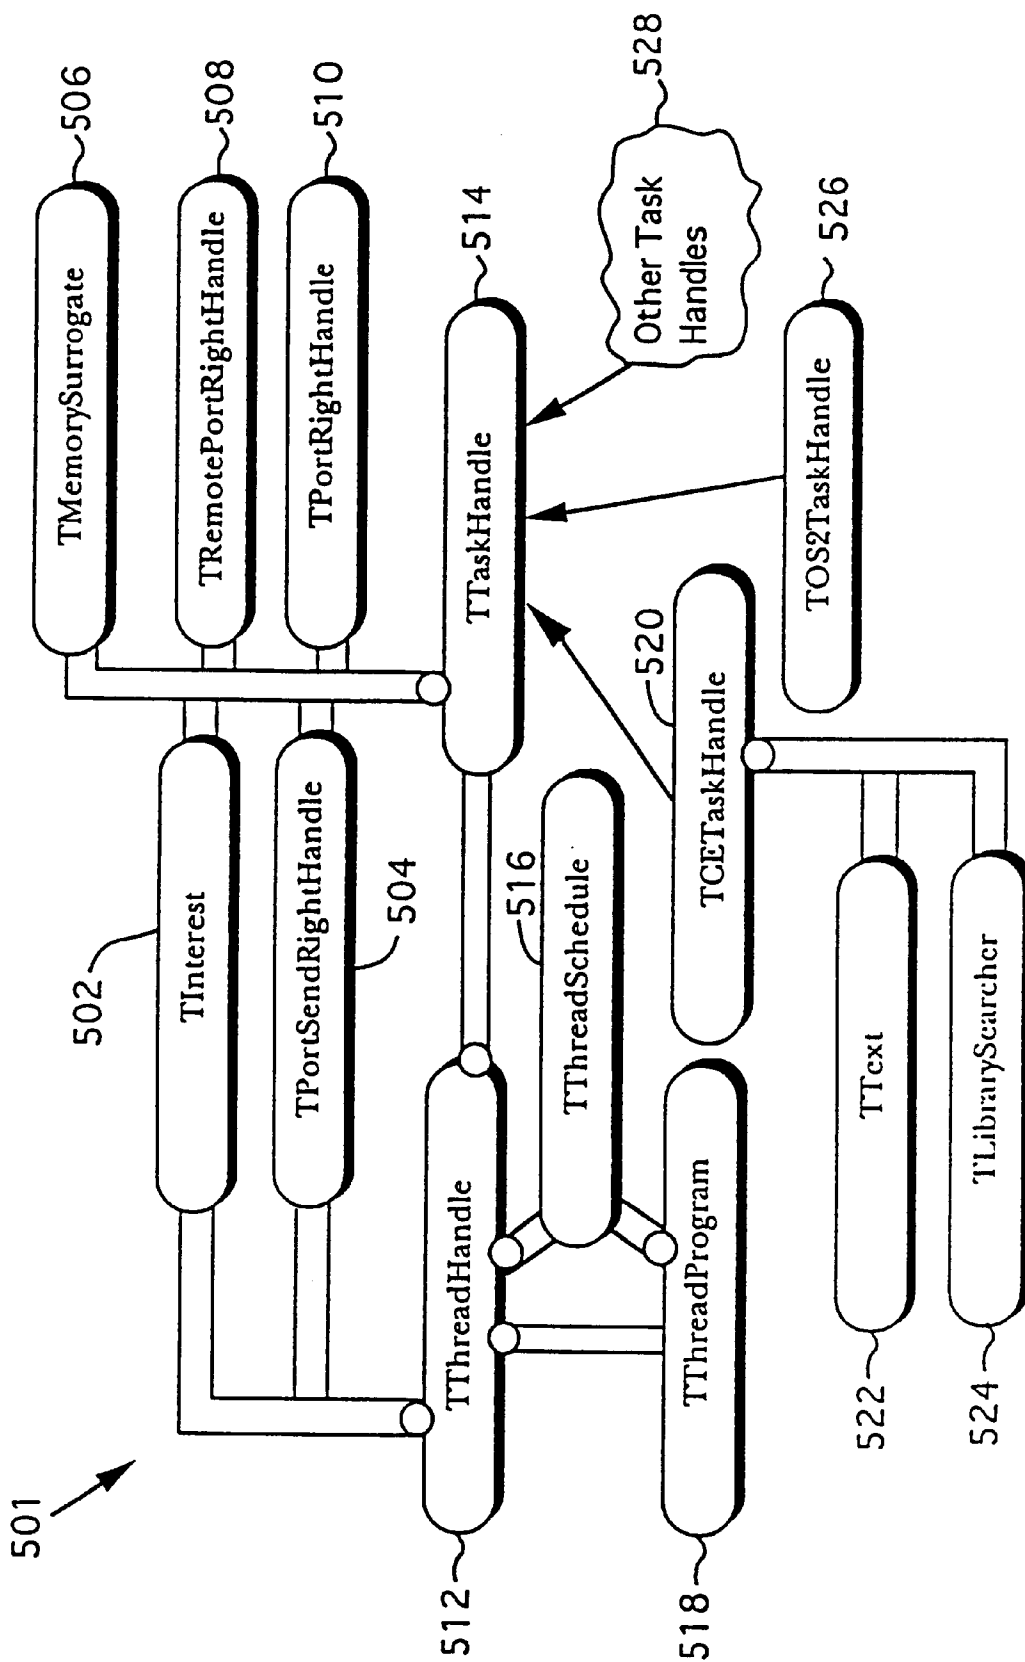 501
506
TMemorySurrogate
502
TInterest
508
TRemotePortRightHandle
TPortSendRightHandle
504
510
TPortRightHandle
512
TThreadHandle
514
TTaskHandle
516
TThreadSchedule
528
Other Task
Handles
518
TThreadProgram
520
TCETaskHandle
526
TOS2TaskHandle
522
TText
524
TLibrarySearcher